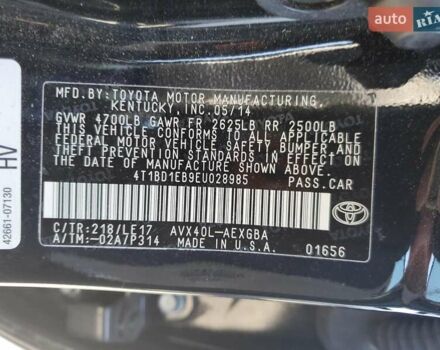 auto
RIA
MFD.BY:TOYOTA MOTOR MANUFACTURING,
KENTUCKY, INC.05/14
GVWR 4700LB GAWR FR 2625LB RR 2500LB
THIS VEHICLE CONFORMS TO ALL APPLICABLE
FEDERAL MOTOR VEHICLE SAFETY BUMPER AND
THEFT PREVENTION STANDARDS IN EFFECT ON
THE DATE OF MANUFACTURE SHOWN ABOVE.
4T1BD1EB9EU028985 PASS.CAR
C/TR:218/LE17 AVX40L-AEXGBA
A/TM:-02A/P314 MADE IN U.S.A. 01656
TOYOTA
HV
42661-07130